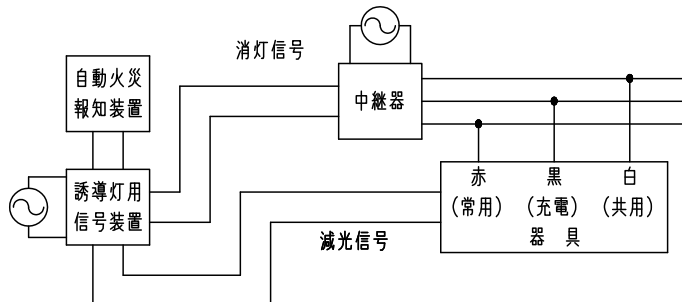 消灯信号
自動火災
報知装置
中継器
誘導灯用
信号装置
赤 黒 白
(常用) (充電) (共用)
器 具
減光信号